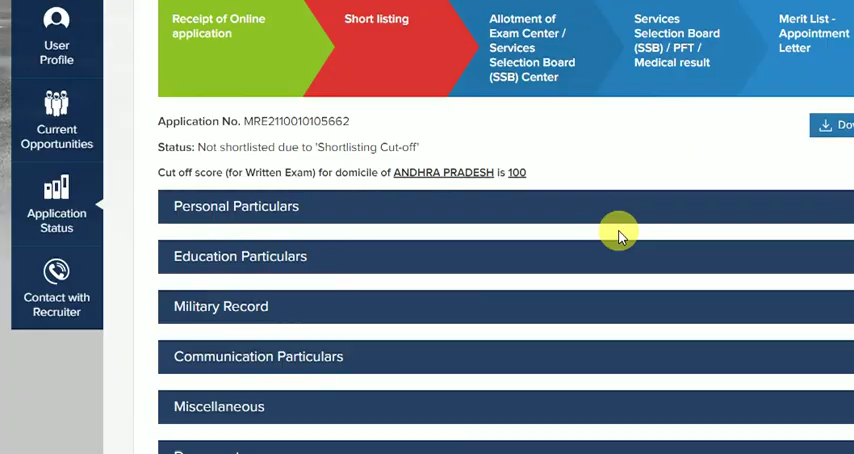 User
Profile
Current
Opportunities
Application
Status
Contact with
Recruiter
Receipt of Online
application
Short listing
Allotment of
Exam Center /
Services
Selection Board
(SSB) Center
Services
Selection Board
(SSB) / PFT /
Medical result
Merit List -
Appointment
Letter
Application No. MRE2110010105662
Dov
Status: Not shortlisted due to 'Shortlisting Cut-off'
Cut off score (for Written Exam) for domicile of ANDHRA PRADESH is 100
Personal Particulars
Education Particulars
Military Record
Communication Particulars
Miscellaneous